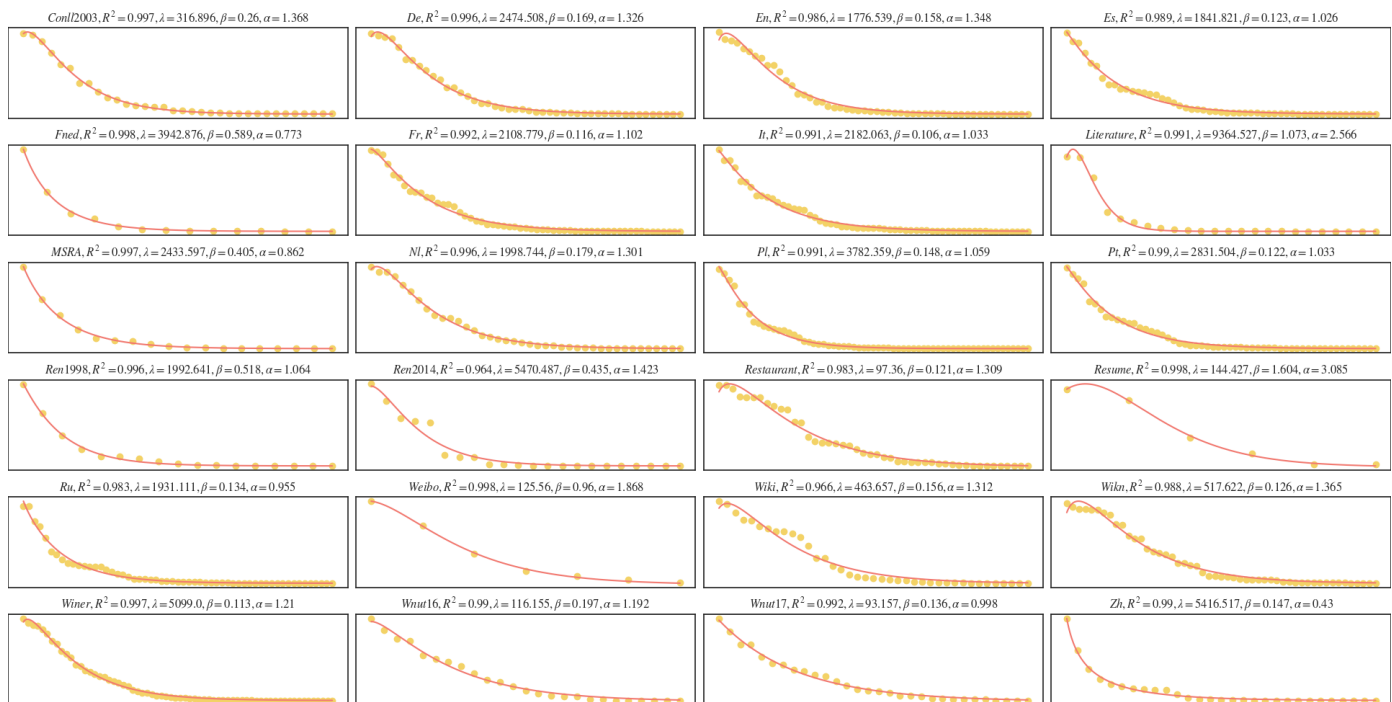 Conll2003, R² = 0.997, λ = 316.896, β = 0.26, α = 1.368
De, R² = 0.996, λ = 2474.508, β = 0.169, α = 1.326
En, R² = 0.986, λ = 1776.539, β = 0.158, α = 1.348
Es, R² = 0.989, λ = 1841.821, β = 0.123, α = 1.026
Fned, R² = 0.998, λ = 3942.876, β = 0.589, α = 0.773
Fr, R² = 0.992, λ = 2108.779, β = 0.116, α = 1.102
It, R² = 0.991, λ = 2182.063, β = 0.106, α = 1.033
Literature, R² = 0.991, λ = 9364.527, β = 1.073, α = 2.566
MSRA, R² = 0.997, λ = 2433.597, β = 0.405, α = 0.862
Nl, R² = 0.996, λ = 1998.744, β = 0.179, α = 1.301
Pl, R² = 0.991, λ = 3782.359, β = 0.148, α = 1.059
Pt, R² = 0.99, λ = 2831.504, β = 0.122, α = 1.033
Ren1998, R² = 0.996, λ = 1992.641, β = 0.518, α = 1.064
Ren2014, R² = 0.964, λ = 5470.487, β = 0.435, α = 1.423
Restaurant, R² = 0.983, λ = 97.36, β = 0.121, α = 1.309
Resume, R² = 0.998, λ = 144.427, β = 1.604, α = 3.085
Ru, R² = 0.983, λ = 1931.111, β = 0.134, α = 0.955
Weibo, R² = 0.998, λ = 125.56, β = 0.96, α = 1.868
Wiki, R² = 0.966, λ = 463.657, β = 0.156, α = 1.312
Wikn, R² = 0.988, λ = 517.622, β = 0.126, α = 1.365
Winer, R² = 0.997, λ = 5099.0, β = 0.113, α = 1.21
Wnut16, R² = 0.99, λ = 116.155, β = 0.197, α = 1.192
Wnut17, R² = 0.992, λ = 93.157, β = 0.136, α = 0.998
Zh, R² = 0.99, λ = 5416.517, β = 0.147, α = 0.43